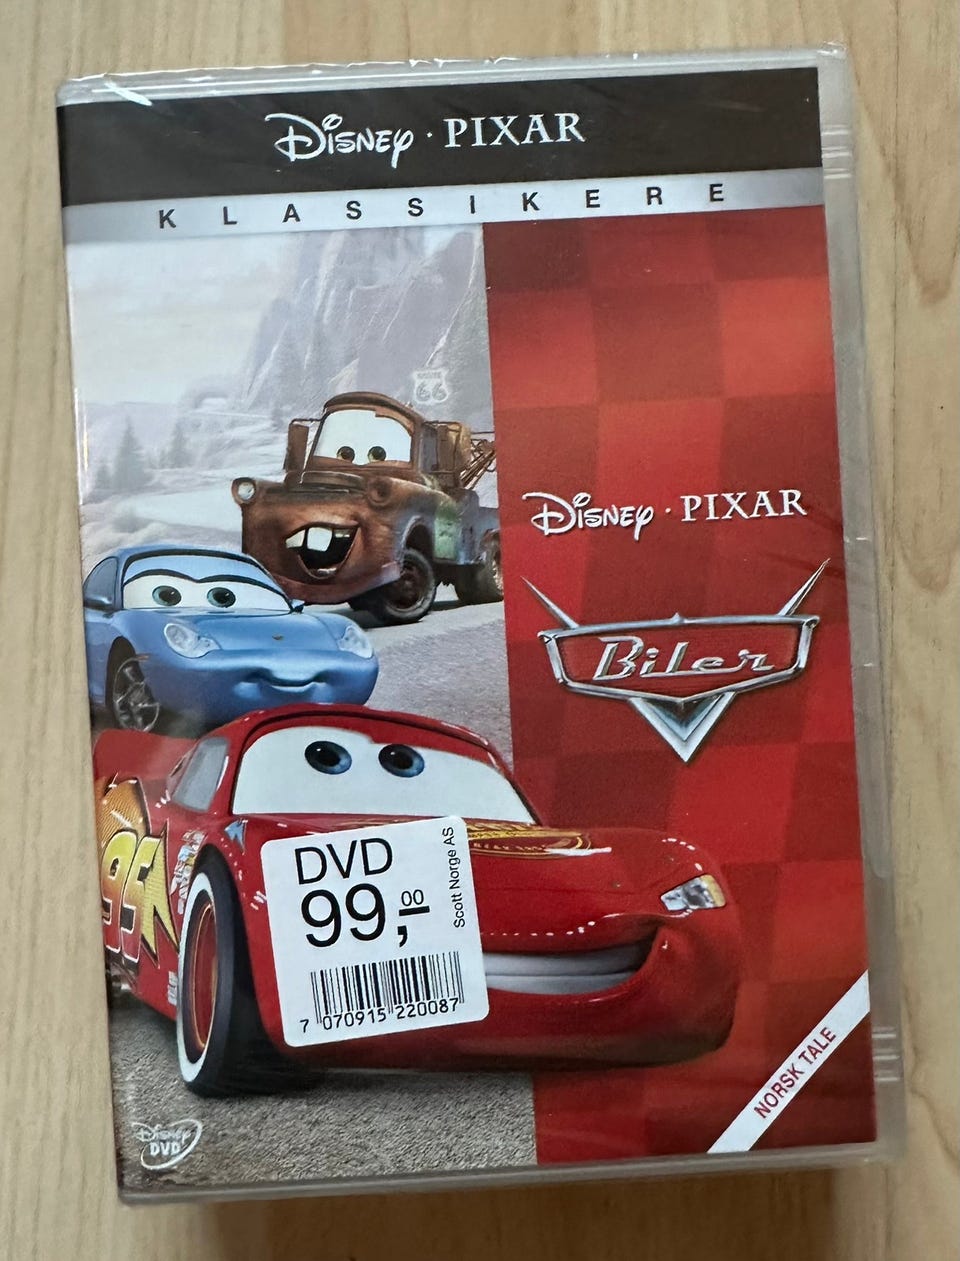 Disney · PIXAR
KLASSIKERE
ROUTE
66
Disney · PIXAR
Biler
95
DVD
99,00
Scott Norge AS
7 070915 220087
NORSK TALE
Disney
DVD